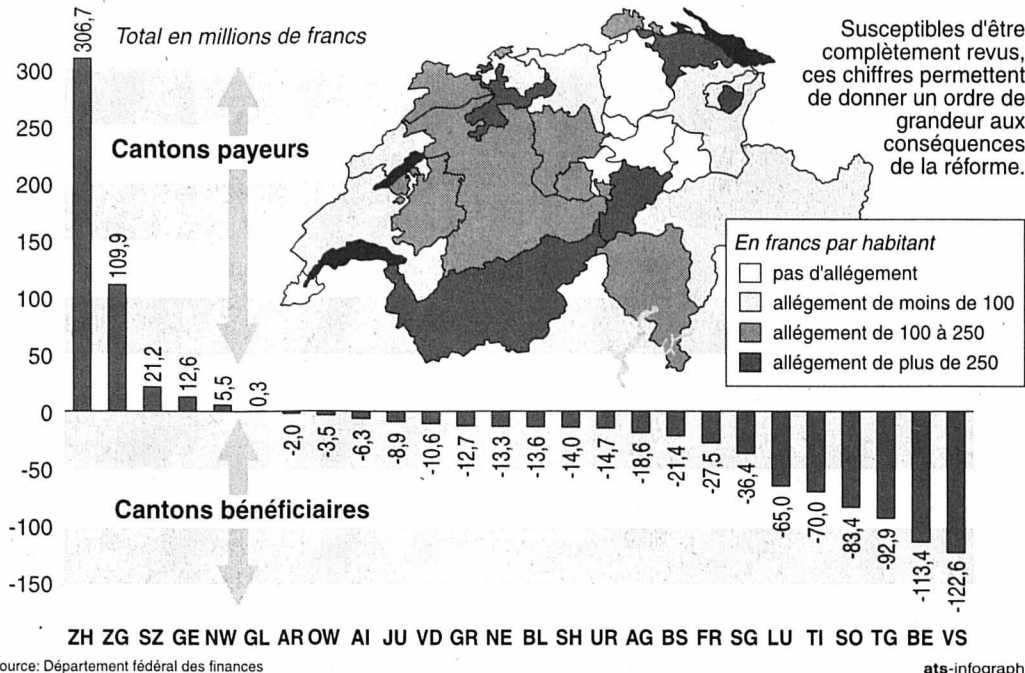 Total en millions de francs
Susceptibles d'être
complètement revus,
ces chiffres permettent
de donner un ordre de
grandeur aux
conséquences
de la réforme.
300
250
200
150
100
50
0
-50
-100
-150
Cantons payeurs
Cantons bénéficiaires
En francs par habitant
pas d'allégement
allégement de moins de 100
allégement de 100 à 250
allégement de plus de 250
306,7
109,9
21,2
12,6
5,5
0,3
-2,0
-3,5
-6,3
-8,9
-10,6
-12,7
-13,3
-13,6
-14,0
-14,7
-18,6
-21,4
-27,5
-36,4
-65,0
-70,0
-83,4
-92,9
-113,4
-122,6
ZH ZG SZ GE NW GL AR OW AI JU VD GR NE BL SH UR AG BS FR SG LU TI SO TG BE VS
ource: Département fédéral des finances
ats-infograph